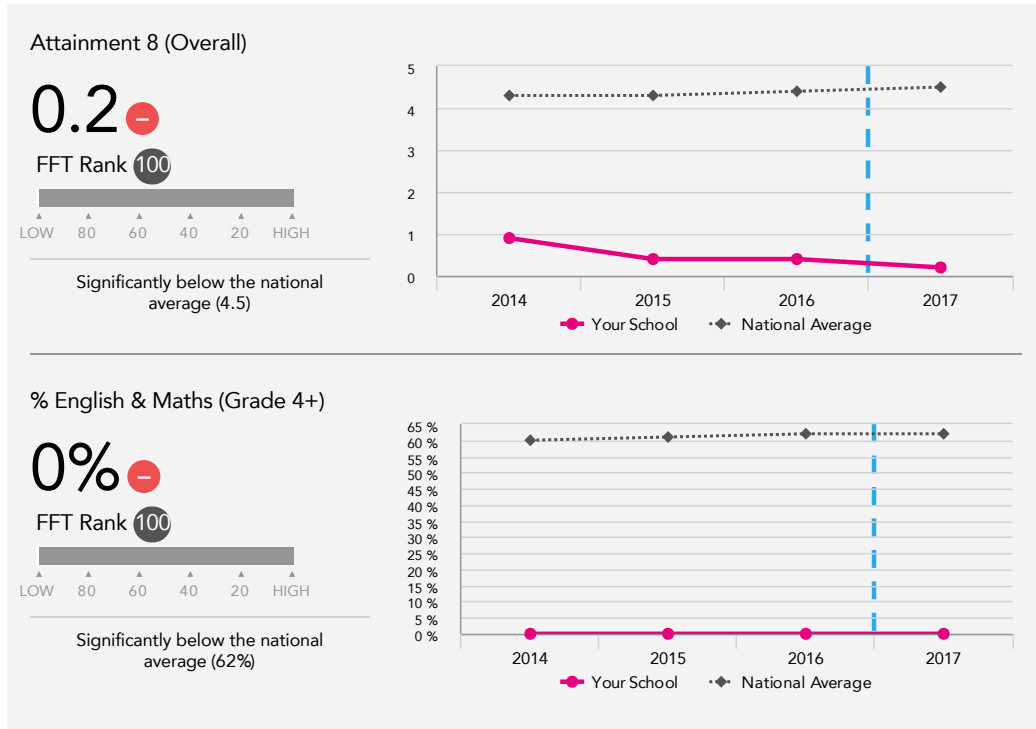 Attainment 8 (Overall)
0.2 –
FFT Rank 100
LOW 80 60 40 20 HIGH
Significantly below the national
average (4.5)
5
4
3
2
1
0
2014 2015 2016 2017
Your School National Average
% English & Maths (Grade 4+)
0% –
FFT Rank 100
LOW 80 60 40 20 HIGH
Significantly below the national
average (62%)
65 %
60 %
55 %
50 %
45 %
40 %
35 %
30 %
25 %
20 %
15 %
10 %
5 %
0 %
2014 2015 2016 2017
Your School National Average